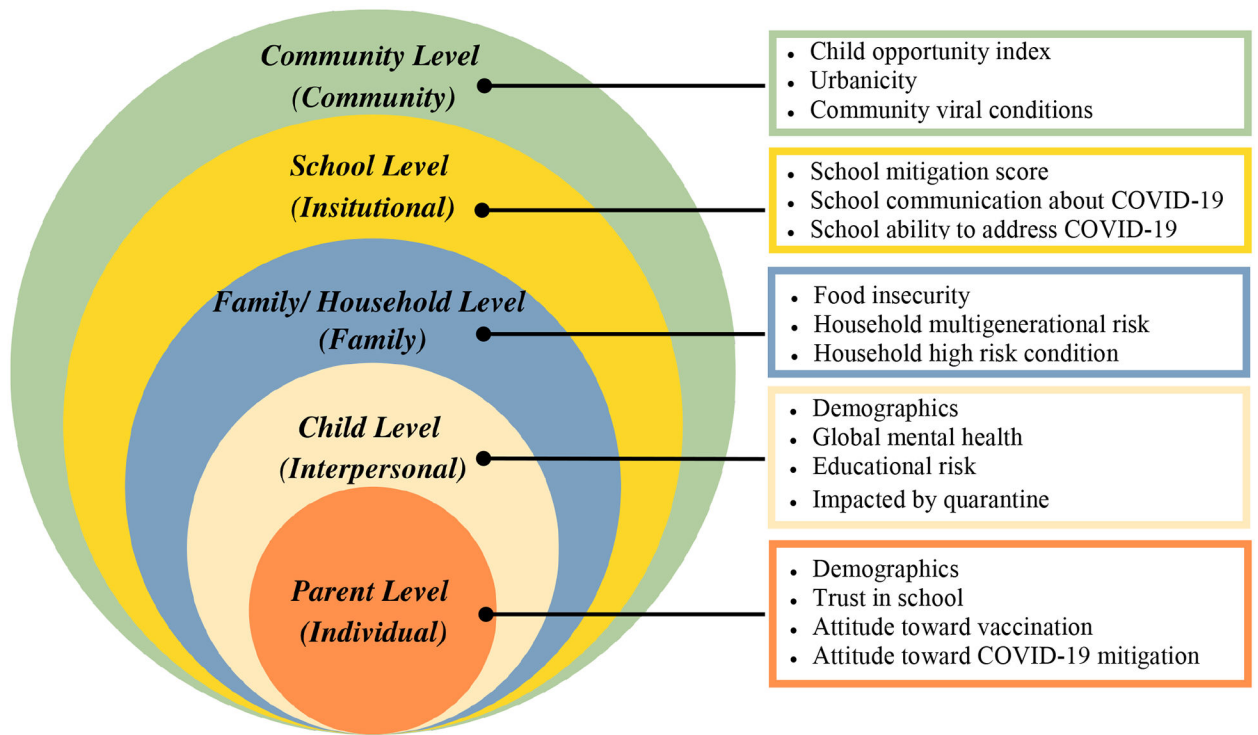 Community Level
(Community)
• Child opportunity index
• Urbanicity
• Community viral conditions
School Level
(Insitutional)
• School mitigation score
• School communication about COVID-19
• School ability to address COVID-19
Family/ Household Level
(Family)
• Food insecurity
• Household multigenerational risk
• Household high risk condition
Child Level
(Interpersonal)
• Demographics
• Global mental health
• Educational risk
• Impacted by quarantine
Parent Level
(Individual)
• Demographics
• Trust in school
• Attitude toward vaccination
• Attitude toward COVID-19 mitigation